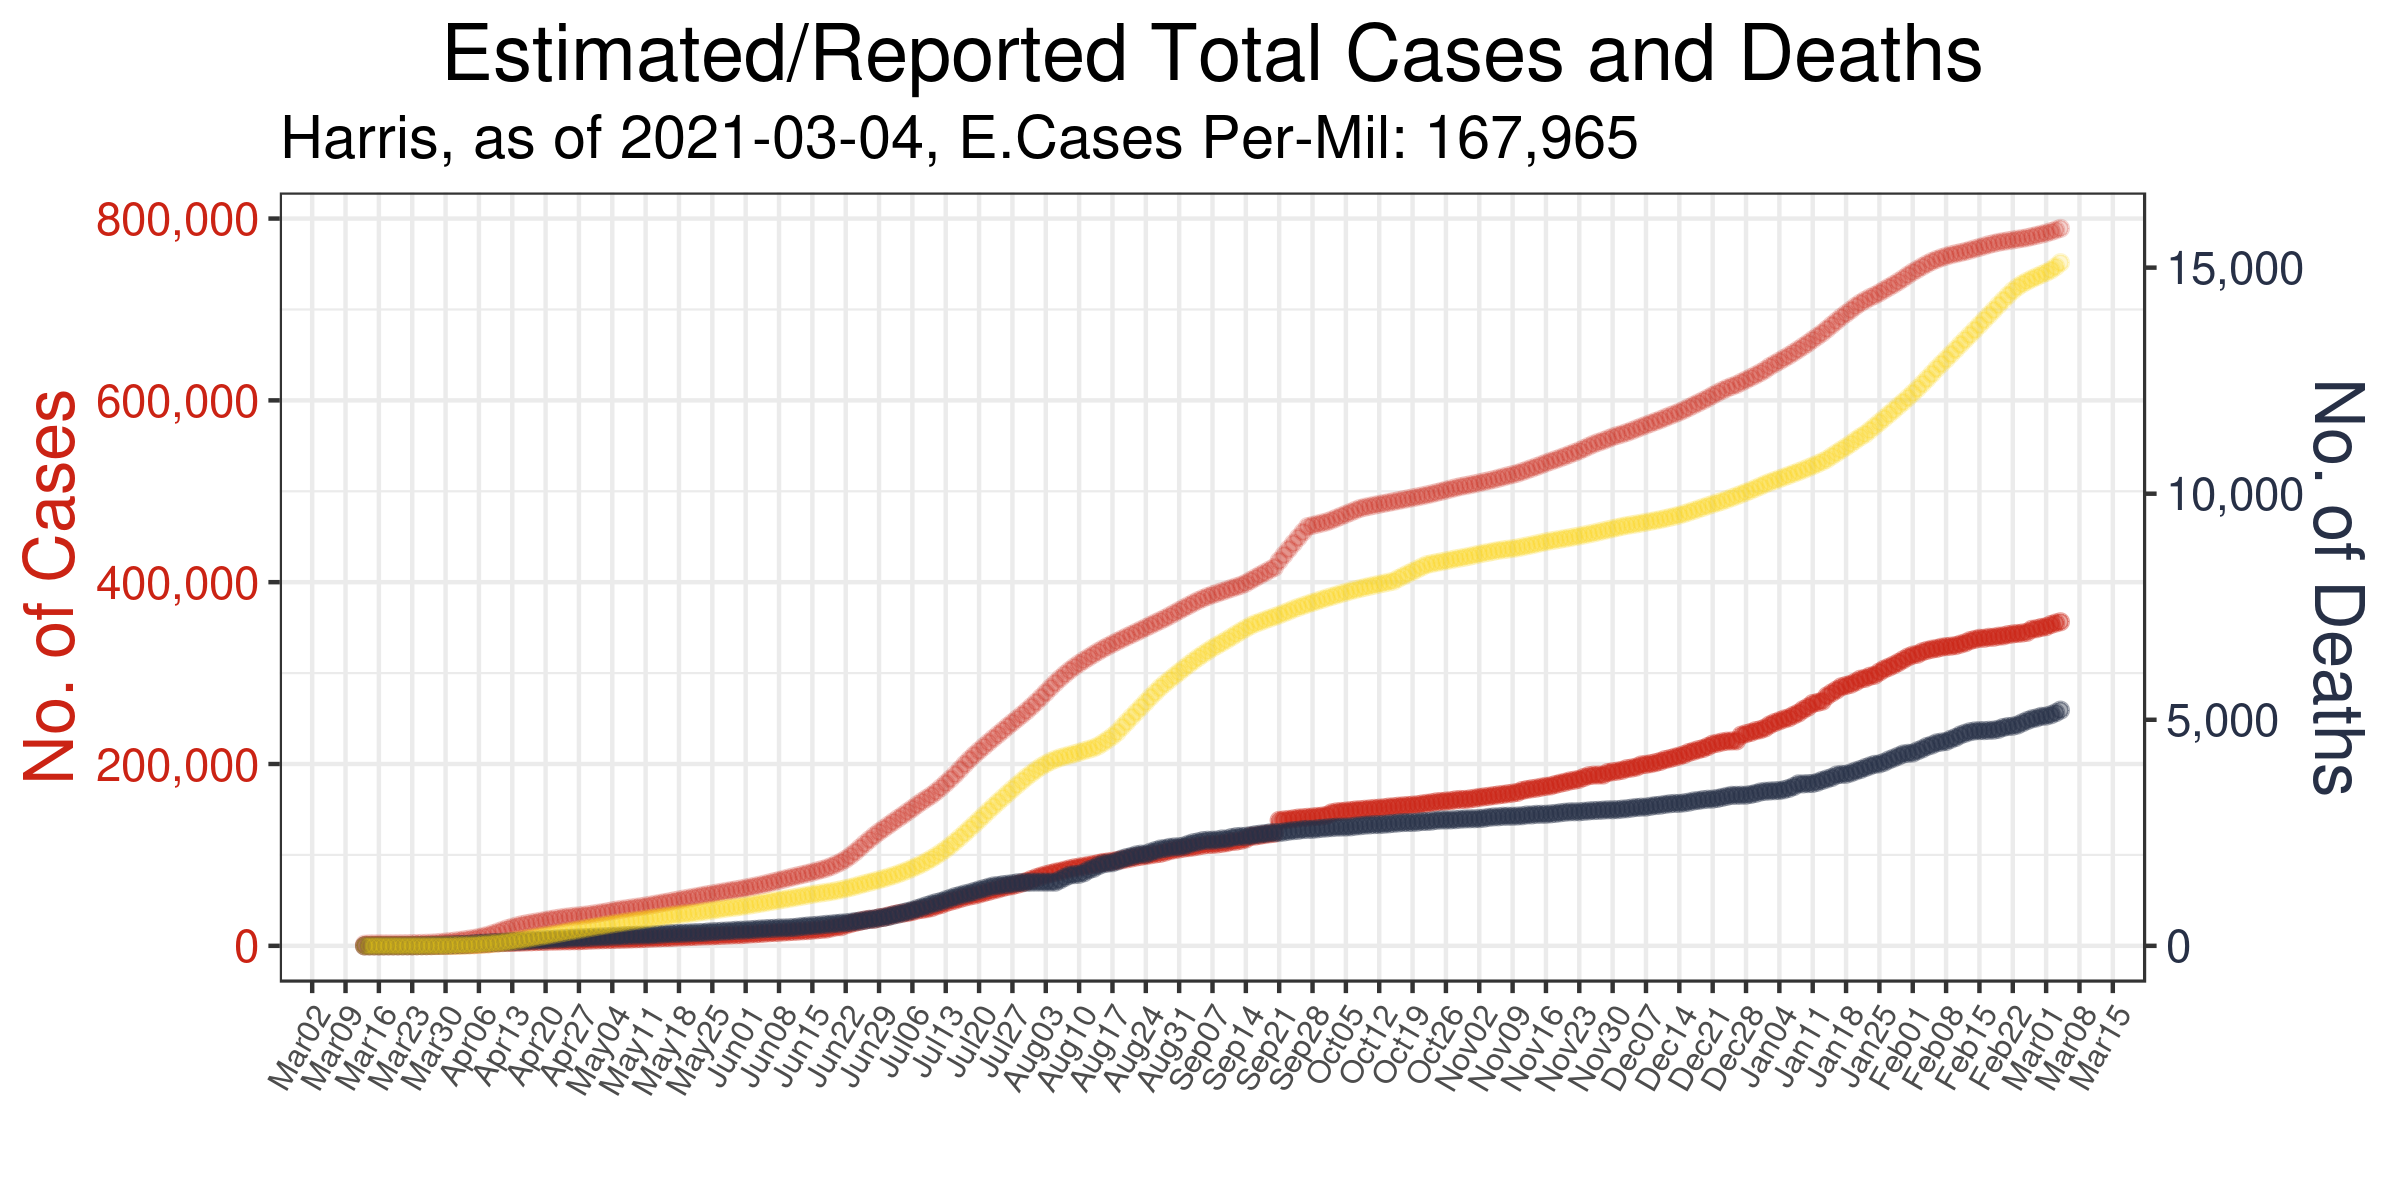 Estimated/Reported Total Cases and Deaths
Harris, as of 2021-03-04, E.Cases Per-Mil: 167,965
No. of Cases
800,000
600,000
400,000
200,000
0
15,000
10,000
5,000
0
No. of Deaths
Mar02
Mar09
Mar16
Mar23
Mar30
Apr06
Apr13
Apr20
Apr27
May04
May11
May18
May25
Jun01
Jun08
Jun15
Jun22
Jun29
Jul06
Jul13
Jul20
Jul27
Aug03
Aug10
Aug17
Aug24
Aug31
Sep07
Sep14
Sep21
Sep28
Oct05
Oct12
Oct19
Oct26
Nov02
Nov09
Nov16
Nov23
Nov30
Dec07
Dec14
Dec21
Dec28
Jan04
Jan11
Jan18
Jan25
Feb01
Feb08
Feb15
Feb22
Mar01
Mar08
Mar15